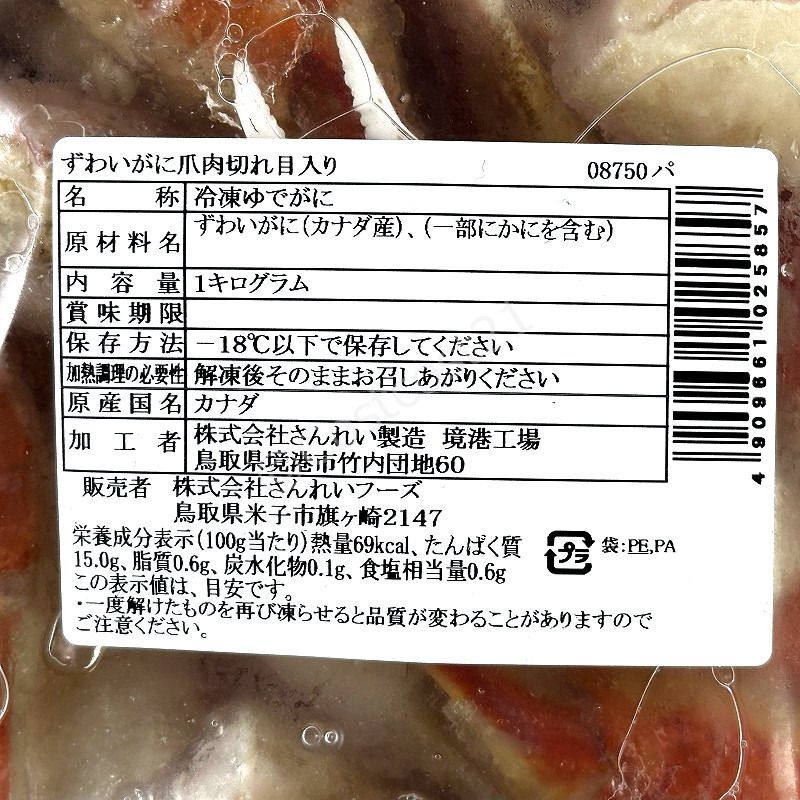 ずわいがに爪肉切れ目入り 08750パ
名称 冷凍ゆでがに
原材料名 ずわいがに(カナダ産)、(一部にかにを含む)
内容量 1キログラム
賞味期限
保存方法 −18℃以下で保存してください
加熱調理の必要性 解凍後そのままお召しあがりください
原産国名 カナダ
加工者 株式会社さんれい製造 境港工場
鳥取県境港市竹内団地60
販売者 株式会社さんれいフーズ
鳥取県米子市旗ヶ崎2147
栄養成分表示(100g当たり)熱量69kcal、たんぱく質
15.0g、脂質0.6g、炭水化物0.1g、食塩相当量0.6g
この表示値は、目安です。
・一度解けたものを再び凍らせると品質が変わることがありますので
ご注意ください。
プラ 袋:PE,PA
4909661025857